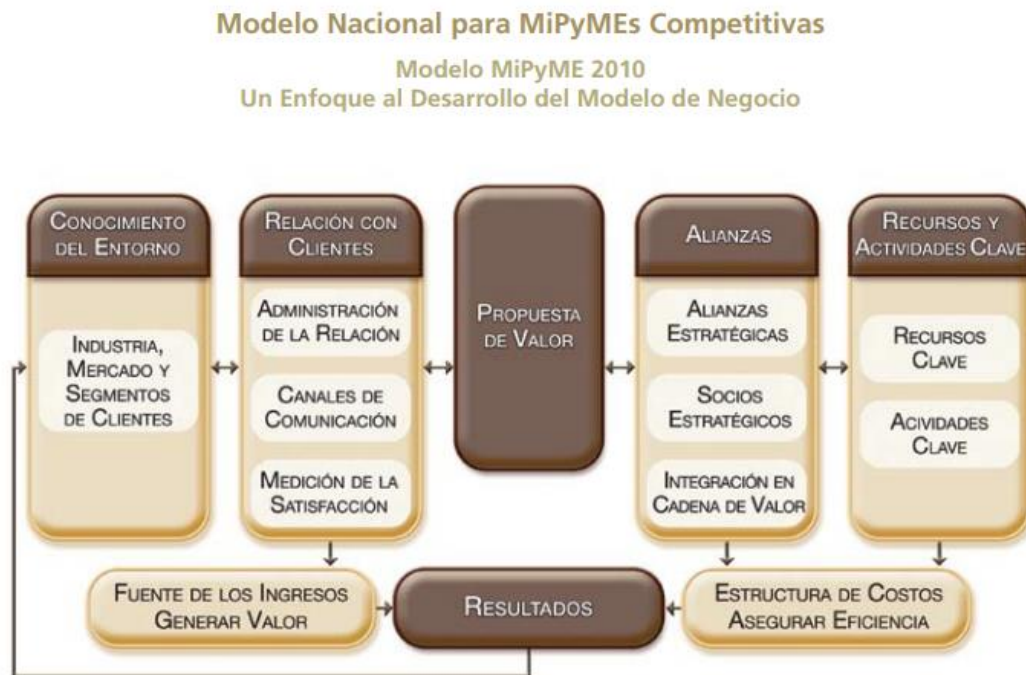 Modelo Nacional para MiPyMEs Competitivas
Modelo MiPyME 2010
Un Enfoque al Desarrollo del Modelo de Negocio
CONOCIMIENTO
DEL ENTORNO
INDUSTRIA,
MERCADO Y
SEGMENTOS
DE CLIENTES
RELACIÓN CON
CLIENTES
ADMINISTRACIÓN
DE LA RELACIÓN
CANALES DE
COMUNICACIÓN
MEDICIÓN DE LA
SATISFACCIÓN
PROPUESTA
DE VALOR
ALIANZAS
ALIANZAS
ESTRATÉGICAS
SOCIOS
ESTRATÉGICOS
INTEGRACIÓN EN
CADENA DE VALOR
RECURSOS Y
ACTIVIDADES CLAVE
RECURSOS
CLAVE
ACIVIDADES
CLAVE
FUENTE DE LOS INGRESOS
GENERAR VALOR
RESULTADOS
ESTRUCTURA DE COSTOS
ASEGURAR EFICIENCIA